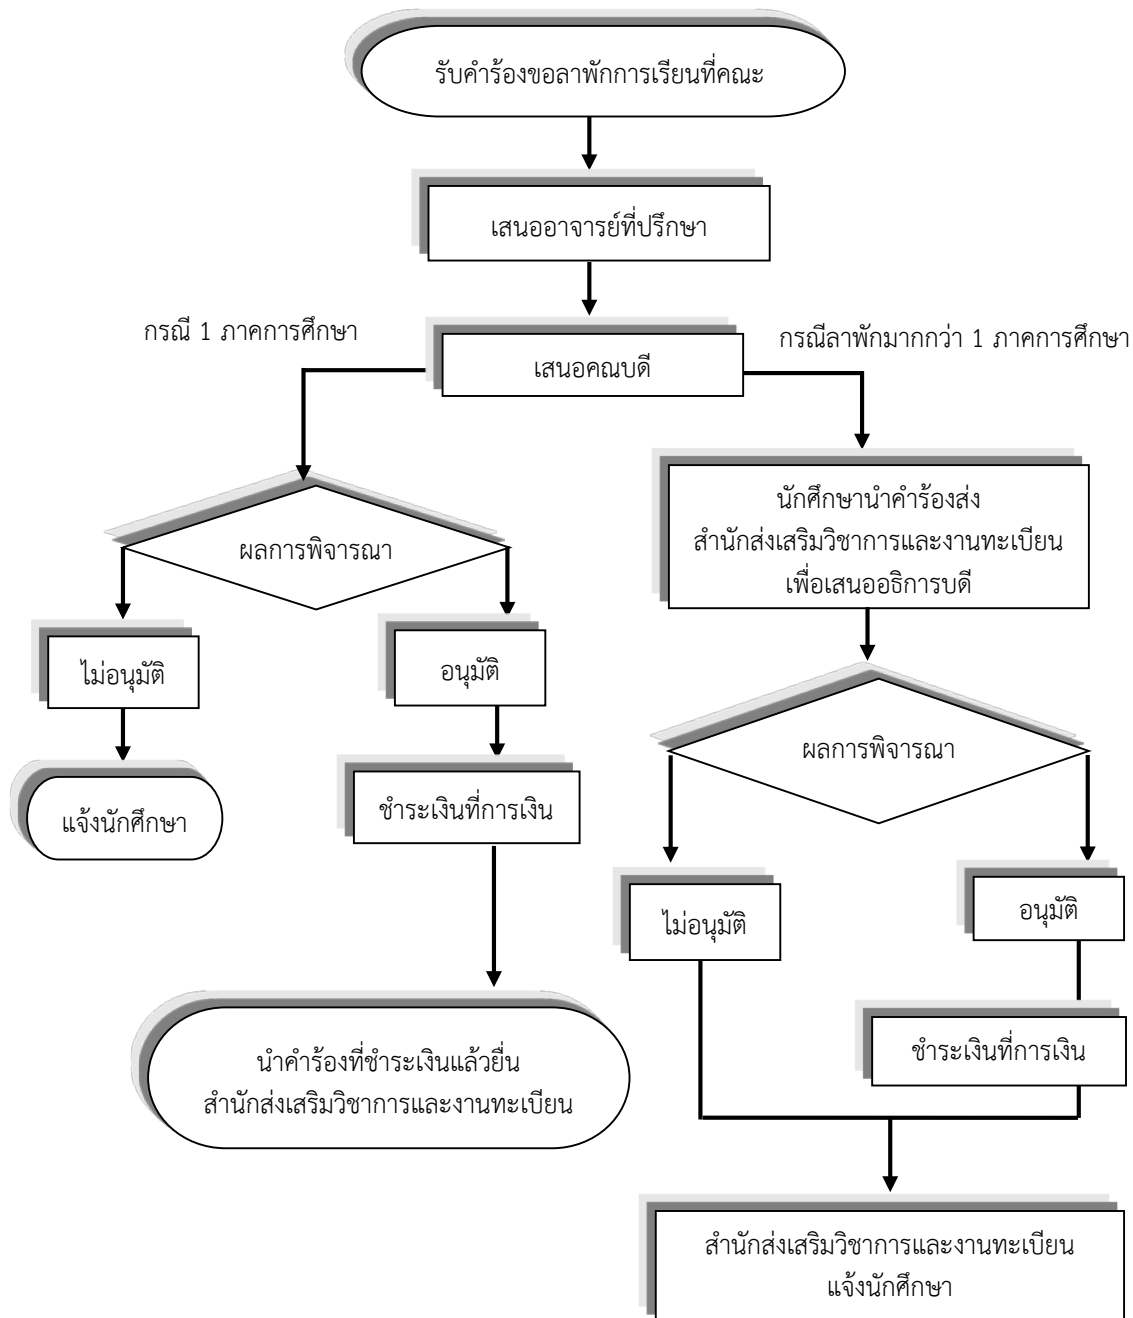 รับคำร้องขอลาพักการเรียนที่คณะ
เสนออาจารย์ที่ปรึกษา
กรณี 1 ภาคการศึกษา
กรณีลาพักมากกว่า 1 ภาคการศึกษา
เสนอคณบดี
ผลการพิจารณา
ไม่อนุมัติ
อนุมัติ
แจ้งนักศึกษา
ชำระเงินที่การเงิน
นำคำร้องที่ชำระเงินแล้วยื่น
สำนักส่งเสริมวิชาการและงานทะเบียน
นักศึกษานำคำร้องส่ง
สำนักส่งเสริมวิชาการและงานทะเบียน
เพื่อเสนออธิการบดี
ผลการพิจารณา
ไม่อนุมัติ
อนุมัติ
ชำระเงินที่การเงิน
สำนักส่งเสริมวิชาการและงานทะเบียน
แจ้งนักศึกษา